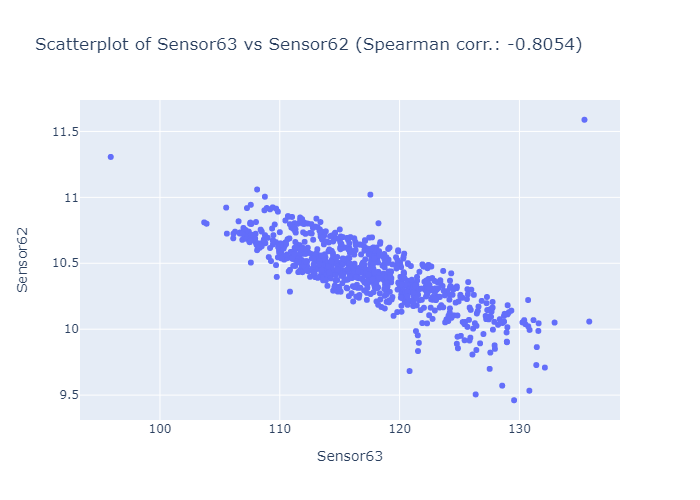 Scatterplot of Sensor63 vs Sensor62 (Spearman corr.: -0.8054)
11.5
11
10.5
10
9.5
Sensor62
100 110 120 130
Sensor63